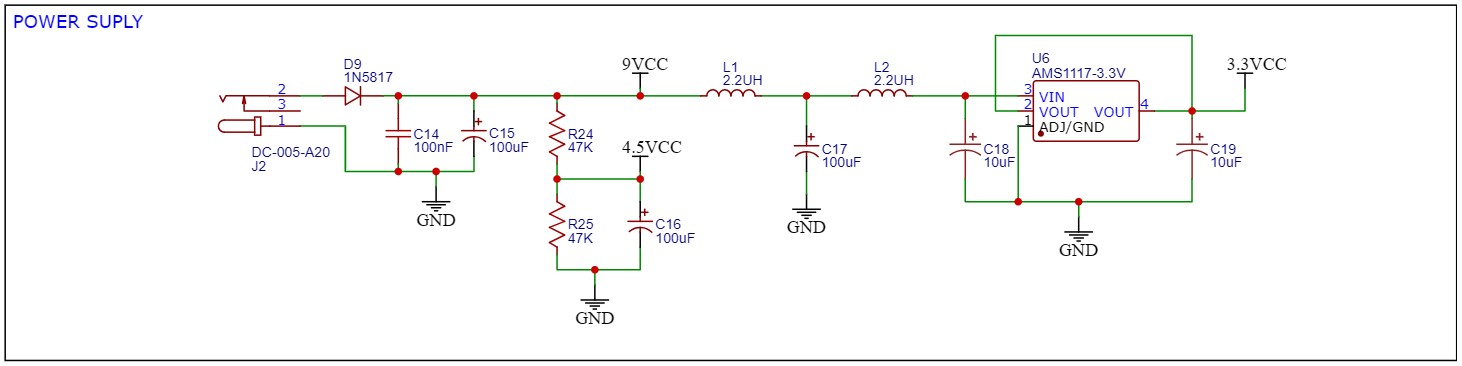 POWER SUPLY
D9
1N5817
2
3
1
DC-005-A20
J2
C14
100nF
+
C15
100uF
GND
9VCC
R24
47K
4.5VCC
R25
47K
+
C16
100uF
GND
L1
2.2UH
+
C17
100uF
GND
L2
2.2UH
+
C18
10uF
U6
AMS1117-3.3V
3
VIN
2
VOUT
VOUT
4
1
ADJ/GND
3.3VCC
+
C19
10uF
GND